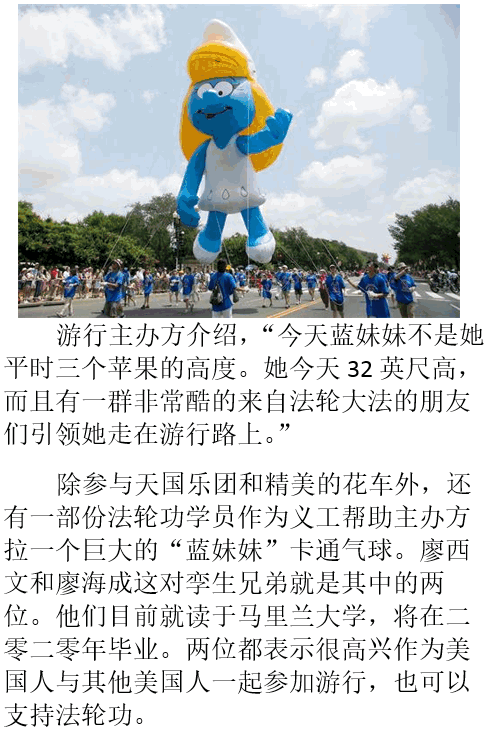 游行主办方介绍，“今天蓝妹妹不是她
平时三个苹果的高度。她今天 32 英尺高，
而且有一群非常酷的来自法轮大法的朋友
们引领她走在游行路上。”
除参与天国乐团和精美的花车外，还
有一部份法轮功学员作为义工帮助主办方
拉一个巨大的“蓝妹妹”卡通气球。廖西
文和廖海成这对孪生兄弟就是其中的两
位。他们目前就读于马里兰大学，将在二
零二零年毕业。两位都表示很高兴作为美
国人与其他美国人一起参加游行，也可以
支持法轮功。